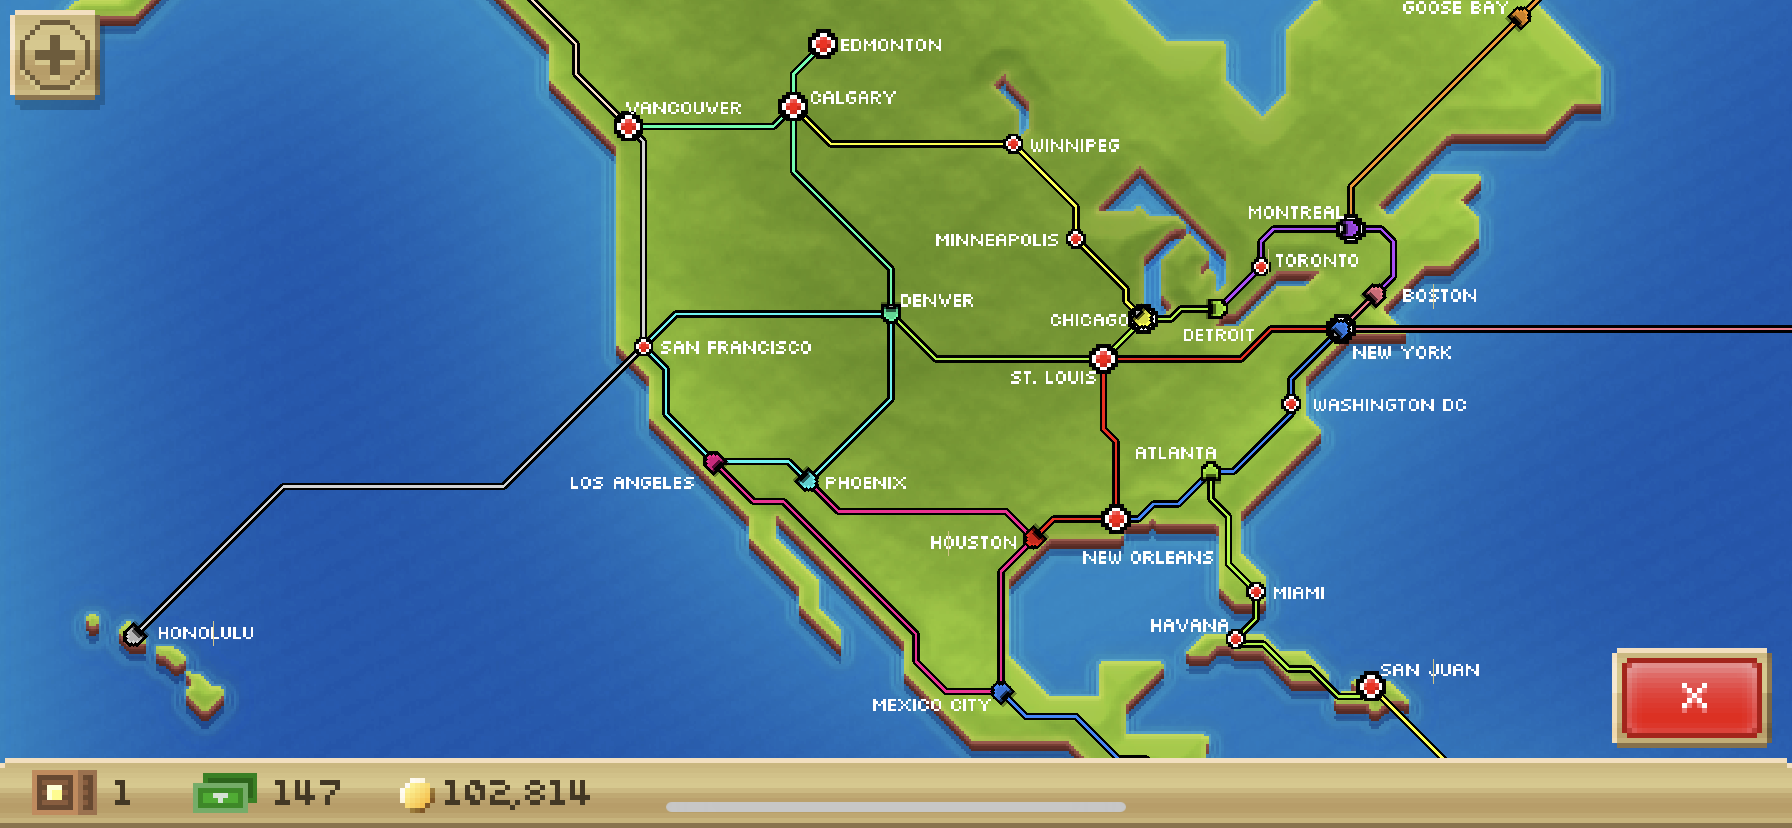 GOOSE BAY
EDMONTON
CALGARY
VANCOUVER
WINNIPEG
MONTREAL
MINNEAPOLIS
TORONTO
BOSTON
DENVER
CHICAGO
DETROIT
SAN FRANCISCO
NEW YORK
ST. LOUIS
WASHINGTON DC
ATLANTA
LOS ANGELES
PHOENIX
HOUSTON
NEW ORLEANS
MIAMI
HAVANA
HONOLULU
SAN JUAN
MEXICO CITY
1
147
102,814